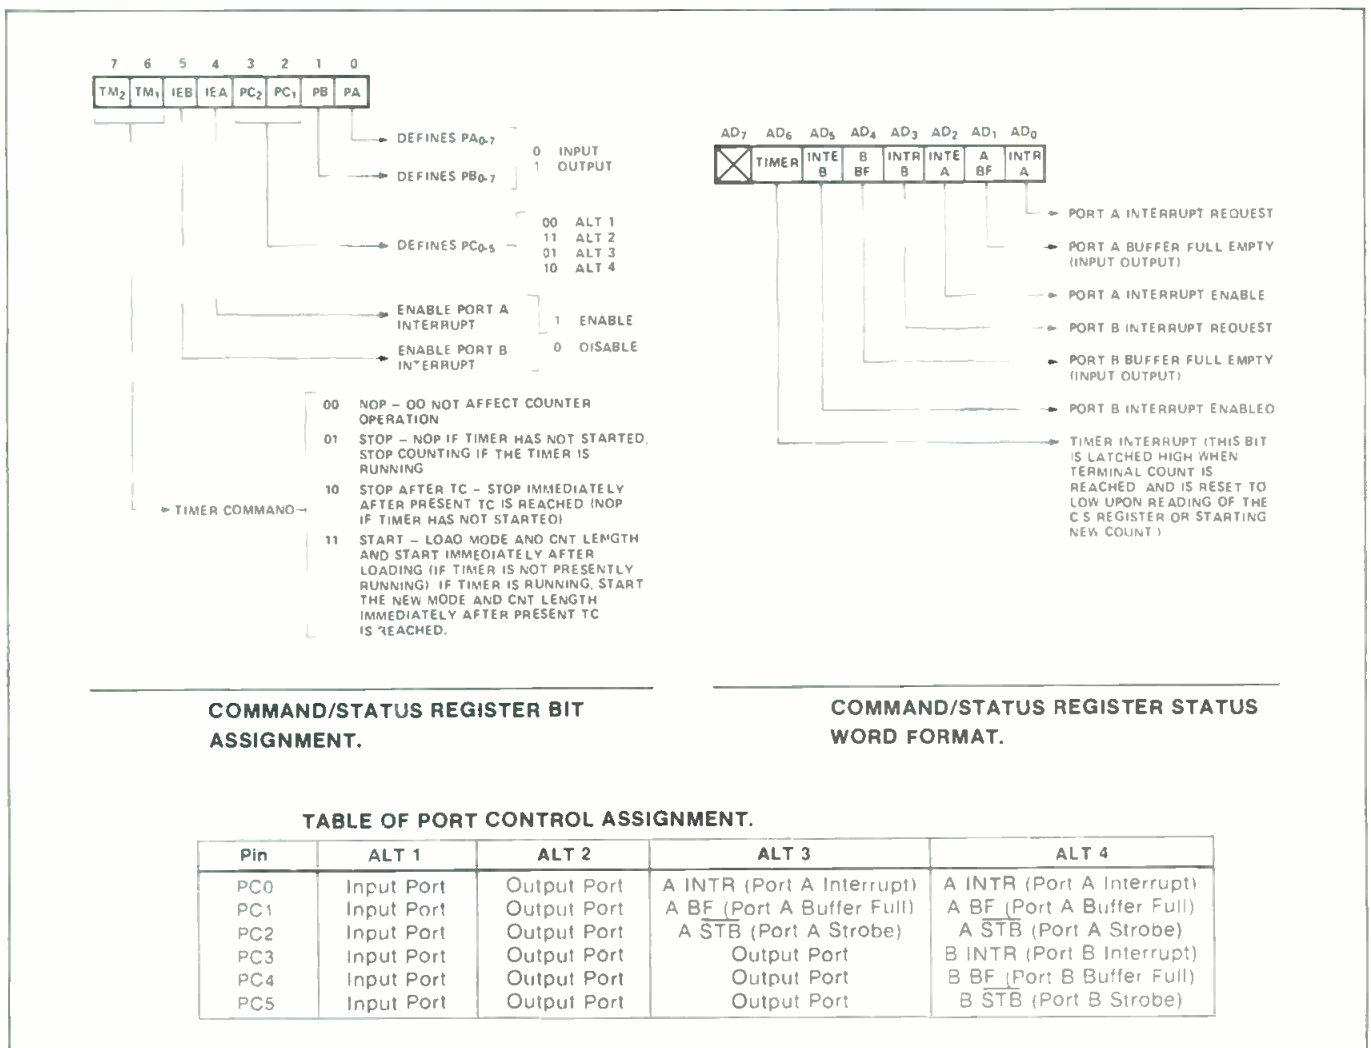 7 6 5 4 3 2 1 0
TM2 TM1 IEB IEA PC2 PC1 PB PA
DEFINES PA0-7
DEFINES PB0-7
0 INPUT
1 OUTPUT
DEFINES PC0-5
00 ALT 1
11 ALT 2
01 ALT 3
10 ALT 4
ENABLE PORT A
INTERRUPT
ENABLE PORT B
INTERRUPT
1 ENABLE
0 DISABLE
TIMER COMMAND
00 NOP – DO NOT AFFECT COUNTER
OPERATION
01 STOP – NOP IF TIMER HAS NOT STARTED,
STOP COUNTING IF THE TIMER IS
RUNNING
10 STOP AFTER TC – STOP IMMEDIATELY
AFTER PRESENT TC IS REACHED (NOP
IF TIMER HAS NOT STARTED)
11 START – LOAD MODE AND CNT LENGTH
AND START IMMEDIATELY AFTER
LOADING (IF TIMER IS NOT PRESENTLY
RUNNING) IF TIMER IS RUNNING, START
THE NEW MODE AND CNT LENGTH
IMMEDIATELY AFTER PRESENT TC
IS REACHED.
COMMAND/STATUS REGISTER BIT
ASSIGNMENT.
AD7 AD6 AD5 AD4 AD3 AD2 AD1 AD0
TIMER INTE B B BF INTR B INTE A A BF INTR A
PORT A INTERRUPT REQUEST
PORT A BUFFER FULL EMPTY
(INPUT OUTPUT)
PORT A INTERRUPT ENABLE
PORT B INTERRUPT REQUEST
PORT B BUFFER FULL EMPTY
(INPUT OUTPUT)
PORT B INTERRUPT ENABLED
TIMER INTERRUPT (THIS BIT
IS LATCHED HIGH WHEN
TERMINAL COUNT IS
REACHED AND IS RESET TO
LOW UPON READING OF THE
C S REGISTER OR STARTING
NEW COUNT )
COMMAND/STATUS REGISTER STATUS
WORD FORMAT.
TABLE OF PORT CONTROL ASSIGNMENT.
Pin ALT 1 ALT 2 ALT 3 ALT 4
PC0 Input Port Output Port A INTR (Port A Interrupt) A INTR (Port A Interrupt)
PC1 Input Port Output Port A BF (Port A Buffer Full) A BF (Port A Buffer Full)
PC2 Input Port Output Port A STB (Port A Strobe) A STB (Port A Strobe)
PC3 Input Port Output Port Output Port B INTR (Port B Interrupt)
PC4 Input Port Output Port Output Port B BF (Port B Buffer Full)
PC5 Input Port Output Port Output Port B STB (Port B Strobe)